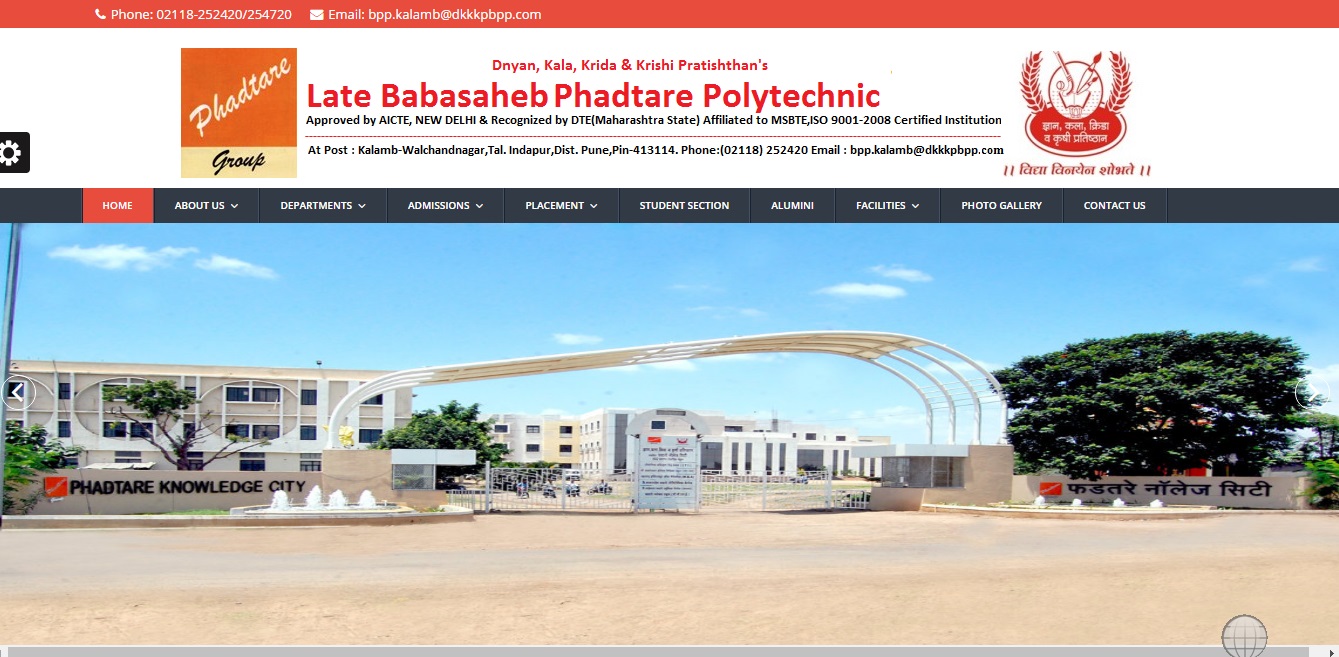 Phone: 02118-252420/254720 Email: bpp.kalamb@dkkkpbpp.com
Phadtare
Group
Dnyan, Kala, Krida & Krishi Pratishthan's
Late Babasaheb Phadtare Polytechnic
Approved by AICTE, NEW DELHI & Recognized by DTE(Maharashtra State) Affiliated to MSBTE,ISO 9001-2008 Certified Institution
At Post : Kalamb-Walchandnagar,Tal. Indapur,Dist. Pune,Pin-413114. Phone:(02118) 252420 Email : bpp.kalamb@dkkkpbpp.com
ज्ञान, कला, क्रिडा
व कृषी प्रतिष्ठान
।। विद्या विनयेन शोभते ।।
HOME ABOUT US DEPARTMENTS ADMISSIONS PLACEMENT STUDENT SECTION ALUMINI FACILITIES PHOTO GALLERY CONTACT US
PHADTARE KNOWLEDGE CITY
फडतरे नॉलेज सिटी